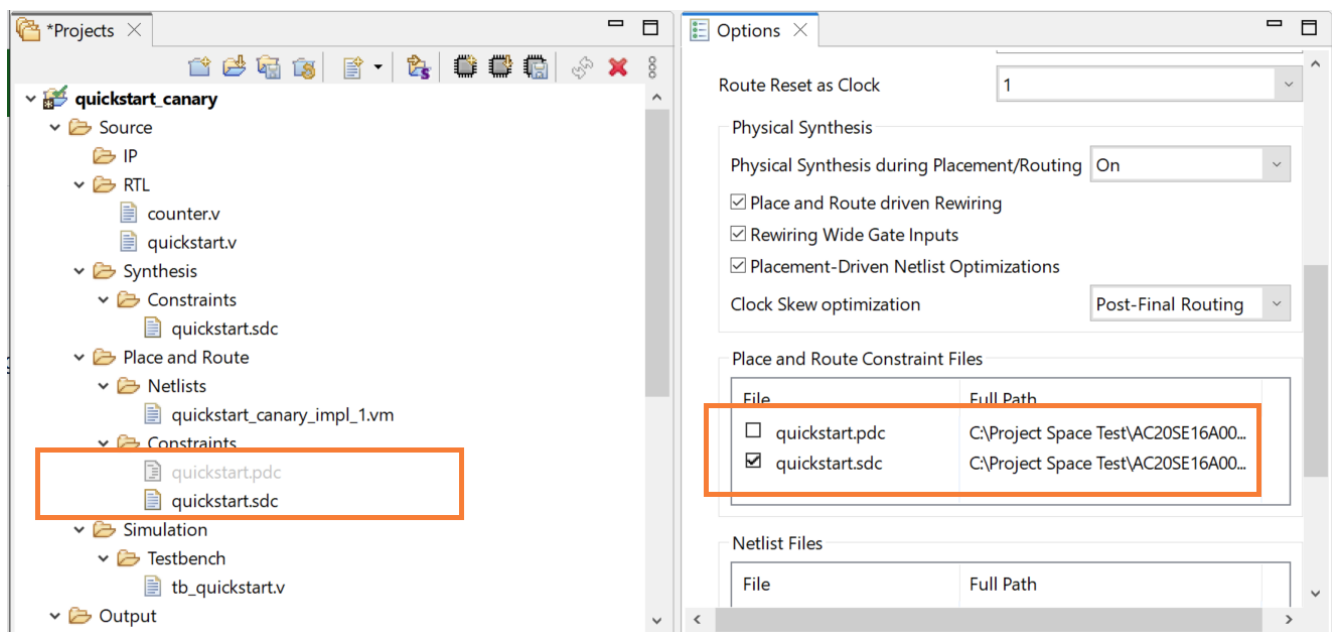 *Projects
quickstart_canary
Source
IP
RTL
counter.v
quickstart.v
Synthesis
Constraints
quickstart.sdc
Place and Route
Netlists
quickstart_canary_impl_1.vm
Constraints
quickstart.pdc
quickstart.sdc
Simulation
Testbench
tb_quickstart.v
Output
Options
Route Reset as Clock 1
Physical Synthesis
Physical Synthesis during Placement/Routing On
Place and Route driven Rewiring
Rewiring Wide Gate Inputs
Placement-Driven Netlist Optimizations
Clock Skew optimization Post-Final Routing
Place and Route Constraint Files
File Full Path
quickstart.pdc C:\Project Space Test\AC20SE16A00...
quickstart.sdc C:\Project Space Test\AC20SE16A00...
Netlist Files
File Full Path